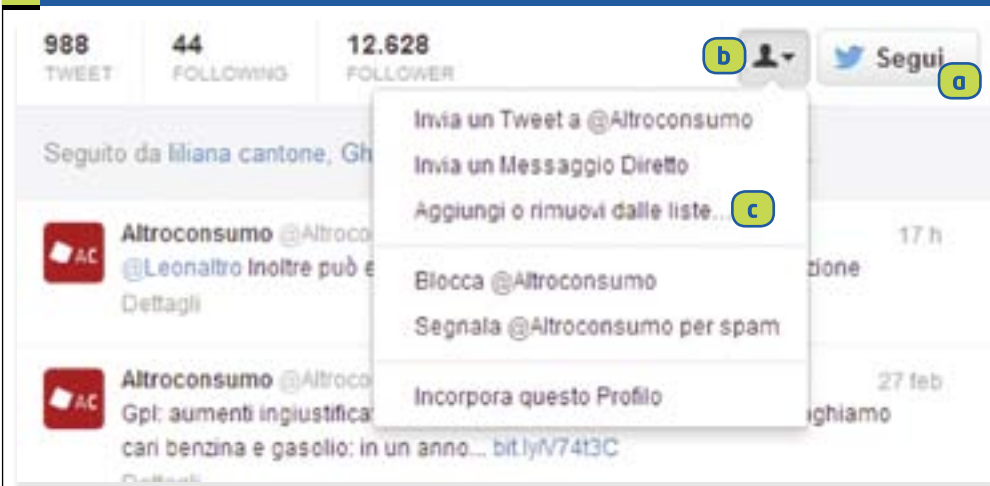 988 44 12.628
TWEET FOLLOWING FOLLOWER
b Segui a
Invia un Tweet a @Altroconsumo
Seguito da liliana cantone, Gh
Invia un Messaggio Diretto
Aggiungi o rimuovi dalle liste... c
Altroconsumo @Altroco 17 h
AC
@Leonaltro Inoltre può e zione
Blocca @Altroconsumo
Dettagli
Segnala @Altroconsumo per spam
Altroconsumo @Altroco 27 feb
AC
Incorpora questo Profilo
Gpl: aumenti ingiustificat oghiamo
cari benzina e gasolio: in un anno... bit.ly/V74t3C
Dettagli